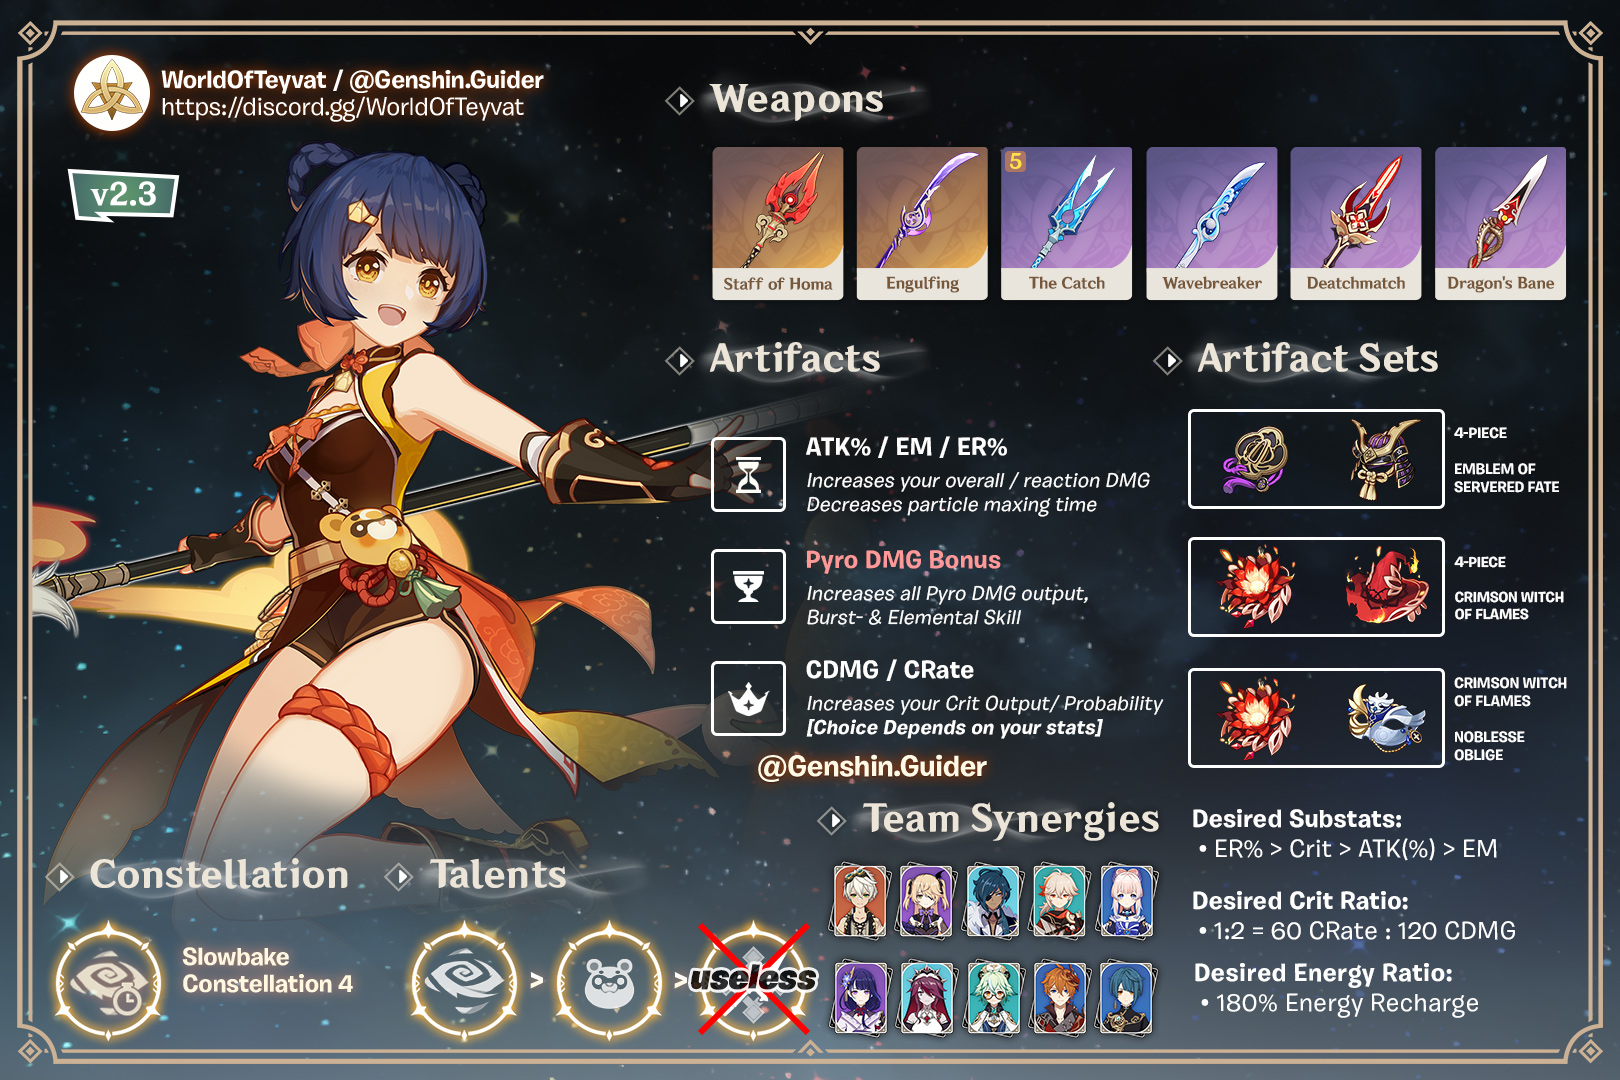 WorldOfTeyvat / @Genshin.Guider
https://discord.gg/WorldOfTeyvat
v2.3
Weapons
5
Staff of Homa
Engulfing
The Catch
Wavebreaker
Deatchmatch
Dragon's Bane
Artifacts
ATK% / EM / ER%
Increases your overall / reaction DMG
Decreases particle maxing time
Pyro DMG Bonus
Increases all Pyro DMG output,
Burst- & Elemental Skill
CDMG / CRate
Increases your Crit Output/ Probability
[Choice Depends on your stats]
@Genshin.Guider
Artifact Sets
4-PIECE
EMBLEM OF
SERVERED FATE
4-PIECE
CRIMSON WITCH
OF FLAMES
CRIMSON WITCH
OF FLAMES
NOBLESSE
OBLIGE
Constellation
Slowbake
Constellation 4
Talents
>
>
useless
Team Synergies
Desired Substats:
• ER% > Crit > ATK(%) > EM
Desired Crit Ratio:
• 1:2 = 60 CRate : 120 CDMG
Desired Energy Ratio:
• 180% Energy Recharge